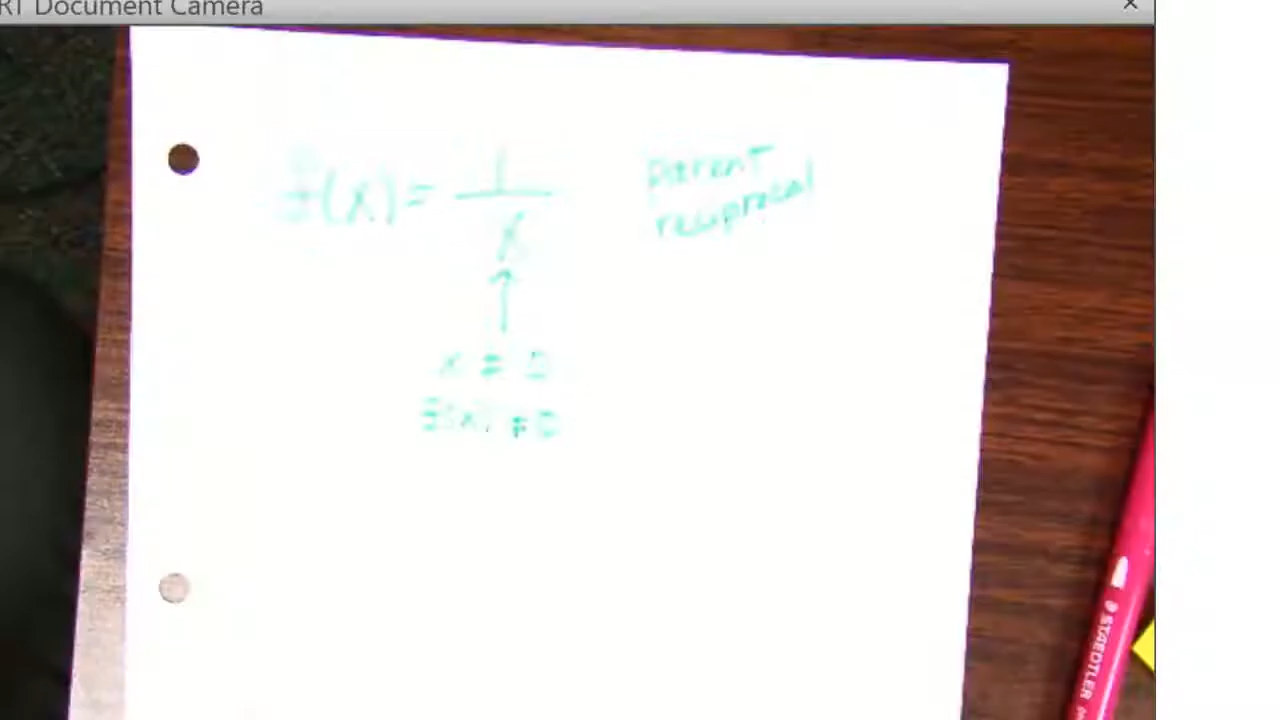 RT Document Camera
f(x) = 1/x
parent
reciprocal
↑
x ≠ 0
f(x) ≠ 0
STAEDTLER